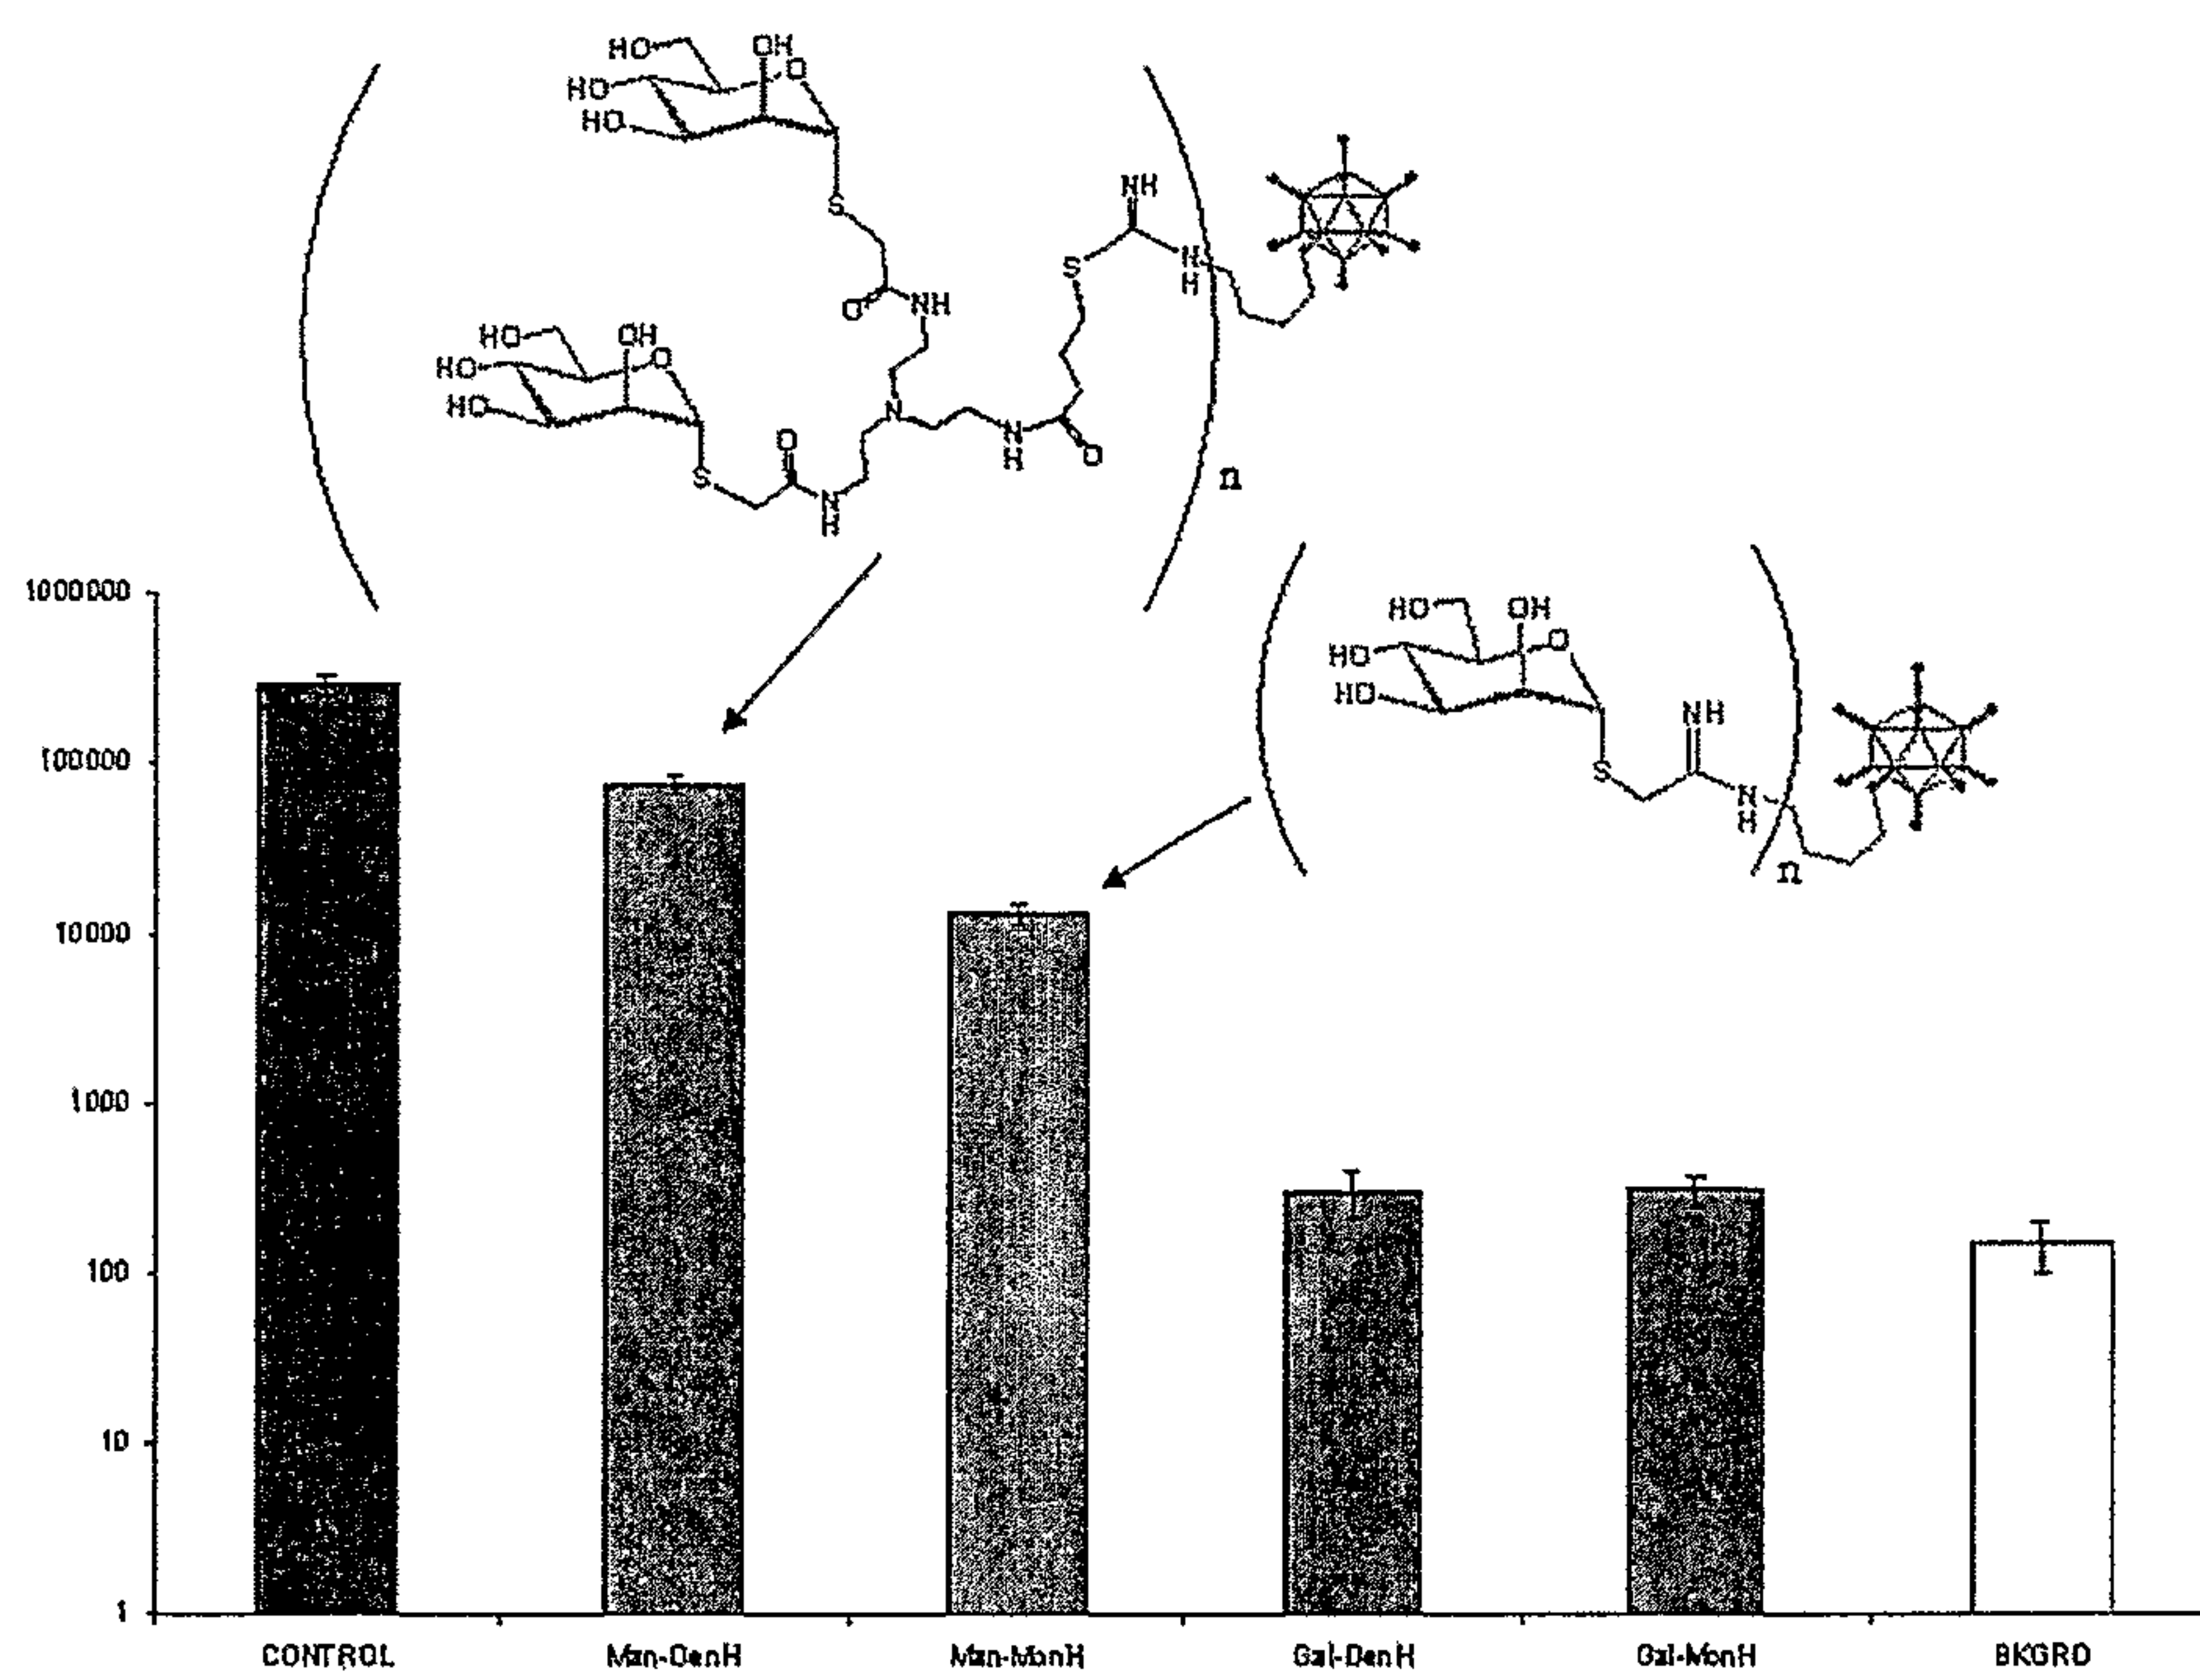 HO
OH
O
HO
HO
S
NH
S
N
H
O
NH
HO
OH
O
HO
HO
N
O
N
H
O
S
N
H
n
1000000
HO
OH
O
HO
HO
NH
S
N
H
n
100000
10000
1000
100
10
1
CONTROL
Man-DenH
Man-MonH
Gal-DenH
Gal-MonH
BKGRD